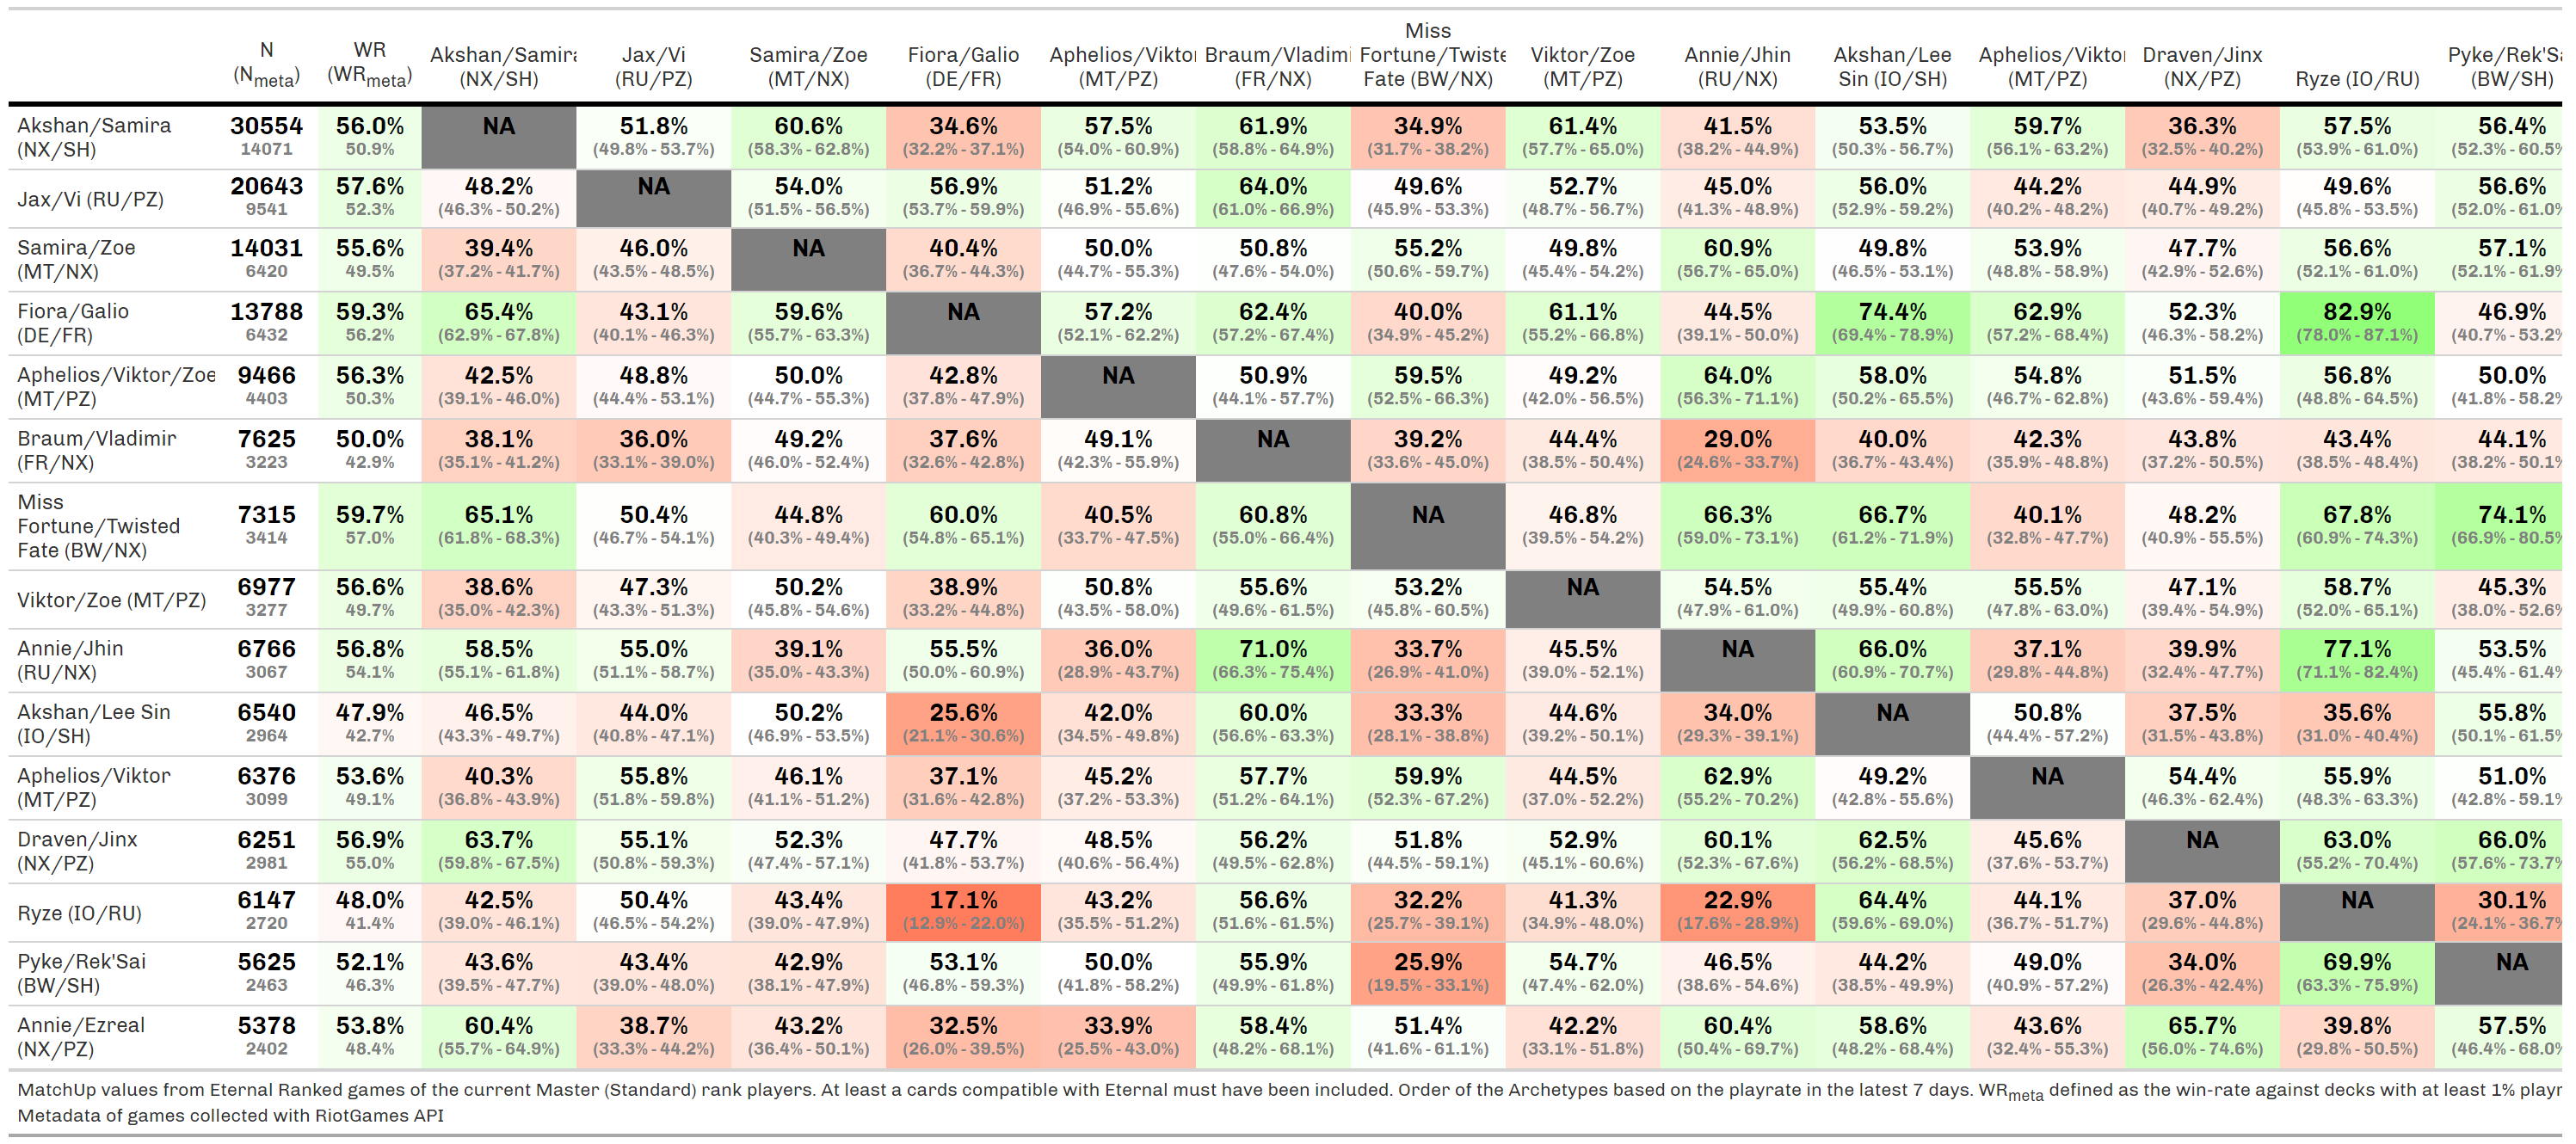 Miss
N WR Akshan/Samira Jax/Vi Samira/Zoe Fiora/Galio Aphelios/Viktor Braum/Vladimi Fortune/Twiste Viktor/Zoe Annie/Jhin Akshan/Lee Aphelios/Viktor Draven/Jinx Pyke/Rek'Sa
(Nmeta) (WRmeta) (NX/SH) (RU/PZ) (MT/NX) (DE/FR) (MT/PZ) (FR/NX) Fate (BW/NX) (MT/PZ) (RU/NX) Sin (IO/SH) (MT/PZ) (NX/PZ) Ryze (IO/RU) (BW/SH)
Akshan/Samira 30554 56.0% NA 51.8% 60.6% 34.6% 57.5% 61.9% 34.9% 61.4% 41.5% 53.5% 59.7% 36.3% 57.5% 56.4%
(NX/SH) 14071 50.9% (49.8% - 53.7%) (58.3% - 62.8%) (32.2% - 37.1%) (54.0% - 60.9%) (58.8% - 64.9%) (31.7% - 38.2%) (57.7% - 65.0%) (38.2% - 44.9%) (50.3% - 56.7%) (56.1% - 63.2%) (32.5% - 40.2%) (53.9% - 61.0%) (52.3% - 60.5%
Jax/Vi (RU/PZ) 20643 57.6% 48.2% NA 54.0% 56.9% 51.2% 64.0% 49.6% 52.7% 45.0% 56.0% 44.2% 44.9% 49.6% 56.6%
9541 52.3% (46.3% - 50.2%) (51.5% - 56.5%) (53.7% - 59.9%) (46.9% - 55.6%) (61.0% - 66.9%) (45.9% - 53.3%) (48.7% - 56.7%) (41.3% - 48.9%) (52.9% - 59.2%) (40.2% - 48.2%) (40.7% - 49.2%) (45.8% - 53.5%) (52.0% - 61.0%
Samira/Zoe 14031 55.6% 39.4% 46.0% NA 40.4% 50.0% 50.8% 55.2% 49.8% 60.9% 49.8% 53.9% 47.7% 56.6% 57.1%
(MT/NX) 6420 49.5% (37.2% - 41.7%) (43.5% - 48.5%) (36.7% - 44.3%) (44.7% - 55.3%) (47.6% - 54.0%) (50.6% - 59.7%) (45.4% - 54.2%) (56.7% - 65.0%) (46.5% - 53.1%) (48.8% - 58.9%) (42.9% - 52.6%) (52.1% - 61.0%) (52.1% - 61.9%
Fiora/Galio 13788 59.3% 65.4% 43.1% 59.6% NA 57.2% 62.4% 40.0% 61.1% 44.5% 74.4% 62.9% 52.3% 82.9% 46.9%
(DE/FR) 6432 56.2% (62.9% - 67.8%) (40.1% - 46.3%) (55.7% - 63.3%) (52.1% - 62.2%) (57.2% - 67.4%) (34.9% - 45.2%) (55.2% - 66.8%) (39.1% - 50.0%) (69.4% - 78.9%) (57.2% - 68.4%) (46.3% - 58.2%) (78.0% - 87.1%) (40.7% - 53.2%
Aphelios/Viktor/Zoe 9466 56.3% 42.5% 48.8% 50.0% 42.8% NA 50.9% 59.5% 49.2% 64.0% 58.0% 54.8% 51.5% 56.8% 50.0%
(MT/PZ) 4403 50.3% (39.1% - 46.0%) (44.4% - 53.1%) (44.7% - 55.3%) (37.8% - 47.9%) (44.1% - 57.7%) (52.5% - 66.3%) (42.0% - 56.5%) (56.3% - 71.1%) (50.2% - 65.5%) (46.7% - 62.8%) (43.6% - 59.4%) (48.8% - 64.5%) (41.8% - 58.2%
Braum/Vladimir 7625 50.0% 38.1% 36.0% 49.2% 37.6% 49.1% NA 39.2% 44.4% 29.0% 40.0% 42.3% 43.8% 43.4% 44.1%
(FR/NX) 3223 42.9% (35.1% - 41.2%) (33.1% - 39.0%) (46.0% - 52.4%) (32.6% - 42.8%) (42.3% - 55.9%) (33.6% - 45.0%) (38.5% - 50.4%) (24.6% - 33.7%) (36.7% - 43.4%) (35.9% - 48.8%) (37.2% - 50.5%) (38.5% - 48.4%) (38.2% - 50.1%
Miss
Fortune/Twisted 7315 59.7% 65.1% 50.4% 44.8% 60.0% 40.5% 60.8% NA 46.8% 66.3% 66.7% 40.1% 48.2% 67.8% 74.1%
Fate (BW/NX) 3414 57.0% (61.8% - 68.3%) (46.7% - 54.1%) (40.3% - 49.4%) (54.8% - 65.1%) (33.7% - 47.5%) (55.0% - 66.4%) (39.5% - 54.2%) (59.0% - 73.1%) (61.2% - 71.9%) (32.8% - 47.7%) (40.9% - 55.5%) (60.9% - 74.3%) (66.9% - 80.5%
Viktor/Zoe (MT/PZ) 6977 56.6% 38.6% 47.3% 50.2% 38.9% 50.8% 55.6% 53.2% NA 54.5% 55.4% 55.5% 47.1% 58.7% 45.3%
3277 49.7% (35.0% - 42.3%) (43.3% - 51.3%) (45.8% - 54.6%) (33.2% - 44.8%) (43.5% - 58.0%) (49.6% - 61.5%) (45.8% - 60.5%) (47.9% - 61.0%) (49.9% - 60.8%) (47.8% - 63.0%) (39.4% - 54.9%) (52.0% - 65.1%) (38.0% - 52.6%
Annie/Jhin 6766 56.8% 58.5% 55.0% 39.1% 55.5% 36.0% 71.0% 33.7% 45.5% NA 66.0% 37.1% 39.9% 77.1% 53.5%
(RU/NX) 3067 54.1% (55.1% - 61.8%) (51.1% - 58.7%) (35.0% - 43.3%) (50.0% - 60.9%) (28.9% - 43.7%) (66.3% - 75.4%) (26.9% - 41.0%) (39.0% - 52.1%) (60.9% - 70.7%) (29.8% - 44.8%) (32.4% - 47.7%) (71.1% - 82.4%) (45.4% - 61.4%
Akshan/Lee Sin 6540 47.9% 46.5% 44.0% 50.2% 25.6% 42.0% 60.0% 33.3% 44.6% 34.0% NA 50.8% 37.5% 35.6% 55.8%
(IO/SH) 2964 42.7% (43.3% - 49.7%) (40.8% - 47.1%) (46.9% - 53.5%) (21.1% - 30.6%) (34.5% - 49.8%) (56.6% - 63.3%) (28.1% - 38.8%) (39.2% - 50.1%) (29.3% - 39.1%) (44.4% - 57.2%) (31.5% - 43.8%) (31.0% - 40.4%) (50.1% - 61.5%
Aphelios/Viktor 6376 53.6% 40.3% 55.8% 46.1% 37.1% 45.2% 57.7% 59.9% 44.5% 62.9% 49.2% NA 54.4% 55.9% 51.0%
(MT/PZ) 3099 49.1% (36.8% - 43.9%) (51.8% - 59.8%) (41.1% - 51.2%) (31.6% - 42.8%) (37.2% - 53.3%) (51.2% - 64.1%) (52.3% - 67.2%) (37.0% - 52.2%) (55.2% - 70.2%) (42.8% - 55.6%) (46.3% - 62.4%) (48.3% - 63.3%) (42.8% - 59.1%
Draven/Jinx 6251 56.9% 63.7% 55.1% 52.3% 47.7% 48.5% 56.2% 51.8% 52.9% 60.1% 62.5% 45.6% NA 63.0% 66.0%
(NX/PZ) 2981 55.0% (59.8% - 67.5%) (50.8% - 59.3%) (47.4% - 57.1%) (41.8% - 53.7%) (40.6% - 56.4%) (49.5% - 62.8%) (44.5% - 59.1%) (45.1% - 60.6%) (52.3% - 67.6%) (56.2% - 68.5%) (37.6% - 53.7%) (55.2% - 70.4%) (57.6% - 73.7%
Ryze (IO/RU) 6147 48.0% 42.5% 50.4% 43.4% 17.1% 43.2% 56.6% 32.2% 41.3% 22.9% 64.4% 44.1% 37.0% NA 30.1%
2720 41.4% (39.0% - 46.1%) (46.5% - 54.2%) (39.0% - 47.9%) (12.9% - 22.0%) (35.5% - 51.2%) (51.6% - 61.5%) (25.7% - 39.1%) (34.9% - 48.0%) (17.6% - 28.9%) (59.6% - 69.0%) (36.7% - 51.7%) (29.6% - 44.8%) (24.1% - 36.7%
Pyke/Rek'Sai 5625 52.1% 43.6% 43.4% 42.9% 53.1% 50.0% 55.9% 25.9% 54.7% 46.5% 44.2% 49.0% 34.0% 69.9% NA
(BW/SH) 2463 46.3% (39.5% - 47.7%) (39.0% - 48.0%) (38.1% - 47.9%) (46.8% - 59.3%) (41.8% - 58.2%) (49.9% - 61.8%) (19.5% - 33.1%) (47.4% - 62.0%) (38.6% - 54.6%) (38.5% - 49.9%) (40.9% - 57.2%) (26.3% - 42.4%) (63.3% - 75.9%)
Annie/Ezreal 5378 53.8% 60.4% 38.7% 43.2% 32.5% 33.9% 58.4% 51.4% 42.2% 60.4% 58.6% 43.6% 65.7% 39.8% 57.5%
(NX/PZ) 2402 48.4% (55.7% - 64.9%) (33.3% - 44.2%) (36.4% - 50.1%) (26.0% - 39.5%) (25.5% - 43.0%) (48.2% - 68.1%) (41.6% - 61.1%) (33.1% - 51.8%) (50.4% - 69.7%) (48.2% - 68.4%) (32.4% - 55.3%) (56.0% - 74.6%) (29.8% - 50.5%) (46.4% - 68.0%
MatchUp values from Eternal Ranked games of the current Master (Standard) rank players. At least a cards compatible with Eternal must have been included. Order of the Archetypes based on the playrate in the latest 7 days. WRmeta defined as the win-rate against decks with at least 1% playr
Metadata of games collected with RiotGames API